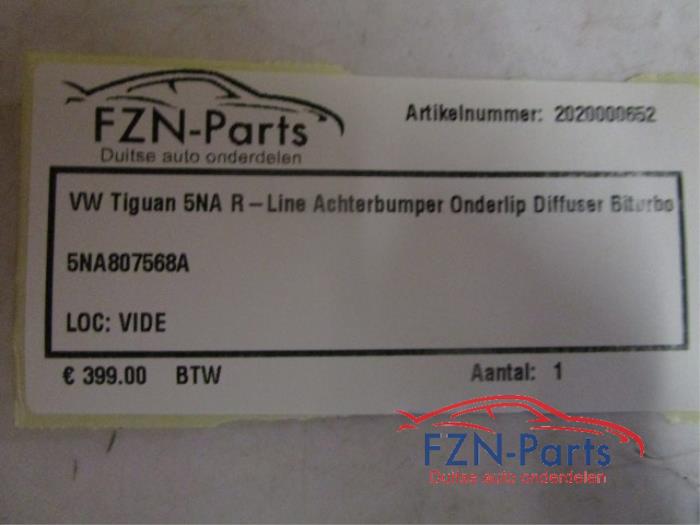 FZN-Parts
Duitse auto onderdelen
Artikelnummer: 2020000652
VW Tiguan 5NA R-Line Achterbumper Onderlip Diffuser Biturbo
5NA807568A
LOC: VIDE
€ 399.00 BTW
Aantal: 1
FZN-Parts
Duitse auto onderdelen